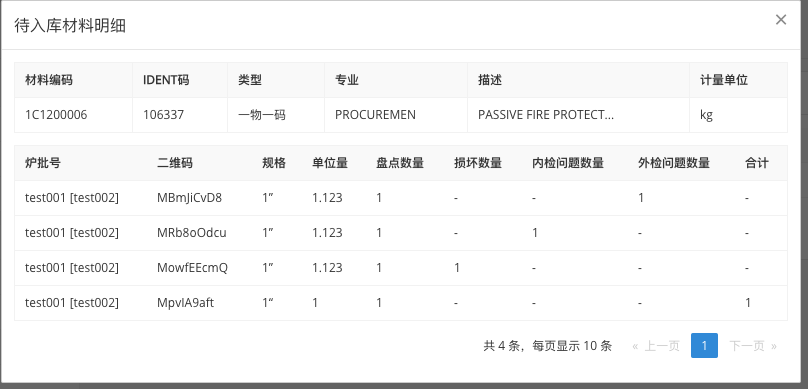 待入库材料明细 ×
材料编码 IDENT码 类型 专业 描述 计量单位
1C1200006 106337 一物一码 PROCUREMEN PASSIVE FIRE PROTECT... kg
炉批号 二维码 规格 单位量 盘点数量 损坏数量 内检问题数量 外检问题数量 合计
test001 [test002] MBmJiCvD8 1” 1.123 1 - - 1 -
test001 [test002] MRb8oOdcu 1” 1.123 1 - 1 - -
test001 [test002] MowfEEcmQ 1” 1.123 1 1 - - -
test001 [test002] MpvIA9aft 1“ 1 1 - - - 1
共 4 条，每页显示 10 条 « 上一页 1 下一页 »